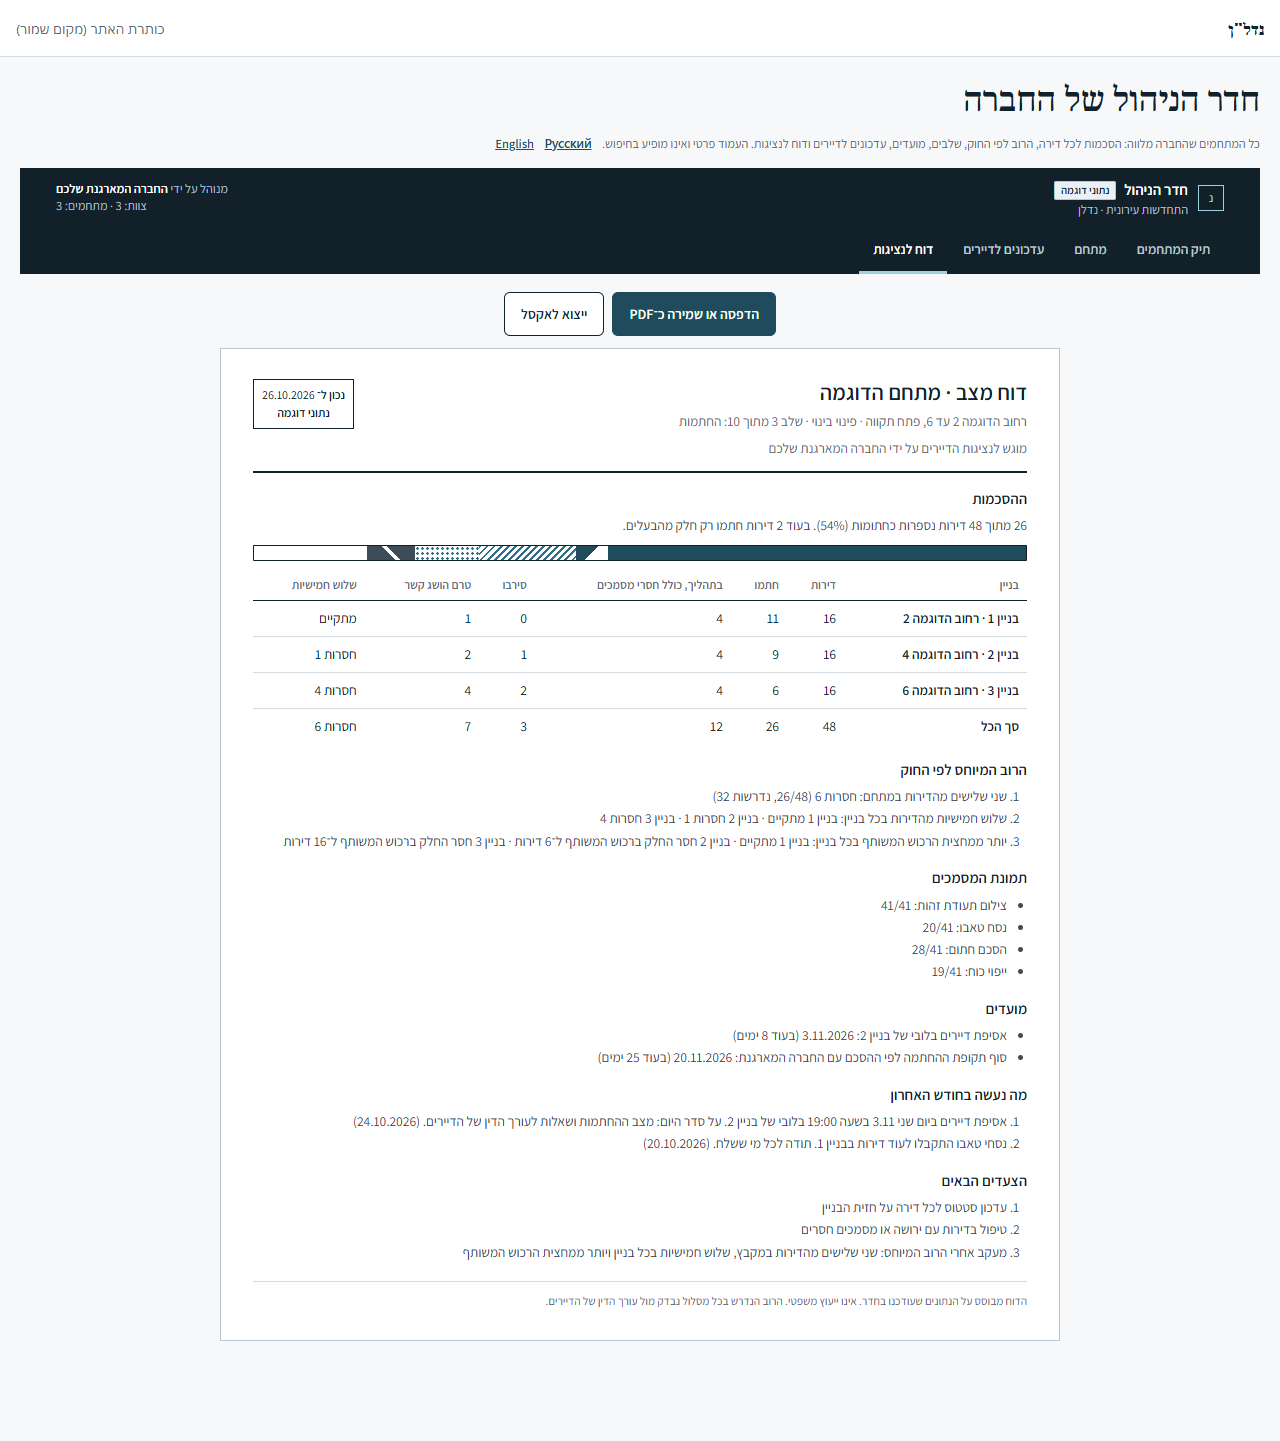 נדל"ן
כותרת האתר (מקום שמור)
חדר הניהול של החברה
כל המתחמים שהחברה מלווה: הסכמות לכל דירה, הרוב לפי החוק, שלבים, מועדים, עדכונים לדיירים ודוח לנציגות. העמוד פרטי ואינו מופיע בחיפוש. Русский English
נ
חדר הניהול נתוני דוגמה
התחדשות עירונית · נדלן
מנוהל על ידי החברה המארגנת שלכם
צוות: 3 · מתחמים: 3
תיק המתחמים מתחם עדכונים לדיירים דוח לנציגות
הדפסה או שמירה כ־PDF ייצוא לאקסל
דוח מצב · מתחם הדוגמה
רחוב הדוגמה 2 עד 6, פתח תקווה · פינוי בינוי · שלב 3 מתוך 10: החתמות
מוגש לנציגות הדיירים על ידי החברה המארגנת שלכם
נכון ל־ 26.10.2026
נתוני דוגמה
ההסכמות
26 מתוך 48 דירות נספרות כחתומות (54%). בעוד 2 דירות חתמו רק חלק מהבעלים.
בניין דירות חתמו בתהליך, כולל חסרי מסמכים סירבו טרם הושג קשר שלוש חמישיות
בניין 1 · רחוב הדוגמה 2 16 11 4 0 1 מתקיים
בניין 2 · רחוב הדוגמה 4 16 9 4 1 2 חסרות 1
בניין 3 · רחוב הדוגמה 6 16 6 4 2 4 חסרות 4
סך הכל 48 26 12 3 7 חסרות 6
הרוב המיוחס לפי החוק
1. שני שלישים מהדירות במתחם: חסרות 6 (26/48, נדרשות 32)
2. שלוש חמישיות מהדירות בכל בניין: בניין 1 מתקיים · בניין 2 חסרות 1 · בניין 3 חסרות 4
3. יותר ממחצית הרכוש המשותף בכל בניין: בניין 1 מתקיים · בניין 2 חסר החלק ברכוש המשותף ל־6 דירות · בניין 3 חסר החלק ברכוש המשותף ל־16 דירות
תמונת המסמכים
• צילום תעודת זהות: 41/41
• נסח טאבו: 20/41
• הסכם חתום: 28/41
• ייפוי כוח: 19/41
מועדים
• אסיפת דיירים בלובי של בניין 2: 3.11.2026 (בעוד 8 ימים)
• סוף תקופת ההחתמה לפי ההסכם עם החברה המארגנת: 20.11.2026 (בעוד 25 ימים)
מה נעשה בחודש האחרון
1. אסיפת דיירים ביום שני 3.11 בשעה 19:00 בלובי של בניין 2. על סדר היום: מצב ההחתמות ושאלות לעורך הדין של הדיירים. (24.10.2026)
2. נסחי טאבו התקבלו לעוד דירות בבניין 1. תודה לכל מי ששלח. (20.10.2026)
הצעדים הבאים
1. עדכון סטטוס לכל דירה על חזית הבניין
2. טיפול בדירות עם ירושה או מסמכים חסרים
3. מעקב אחרי הרוב המיוחס: שני שלישים מהדירות במקבץ, שלוש חמישיות בכל בניין ויותר ממחצית הרכוש המשותף
הדוח מבוסס על הנתונים שעודכנו בחדר. אינו ייעוץ משפטי. הרוב הנדרש בכל מסלול נבדק מול עורך הדין של הדיירים.